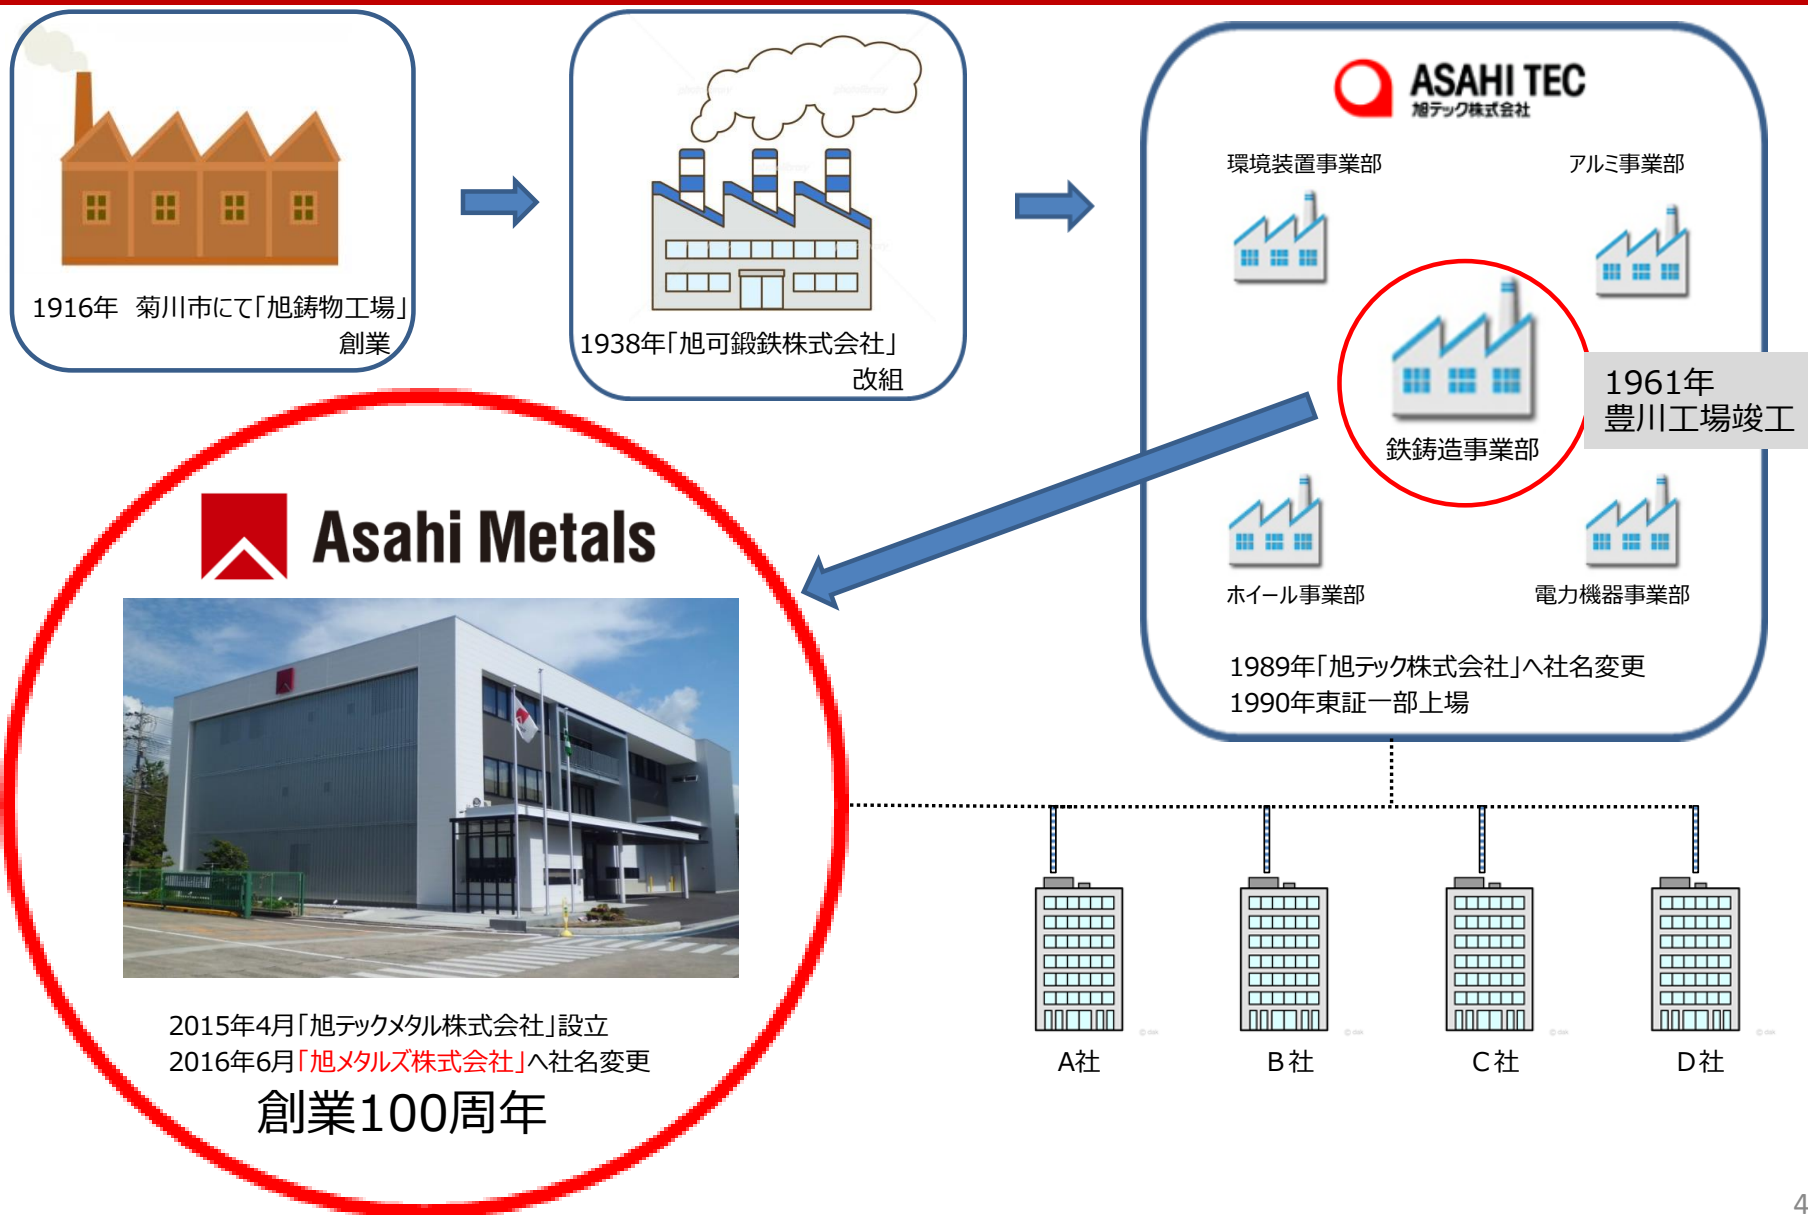 1916年 菊川市にて「旭鋳物工場」
創業
1938年「旭可鍛鉄株式会社」
改組
ASAHI TEC
旭テック株式会社
環境装置事業部
アルミ事業部
鉄鋳造事業部
1961年
豊川工場竣工
ホイール事業部
電力機器事業部
1989年「旭テック株式会社」へ社名変更
1990年東証一部上場
Asahi Metals
2015年4月「旭テックメタル株式会社」設立
2016年6月「旭メタルズ株式会社」へ社名変更
創業100周年
A社
B社
C社
D社
4